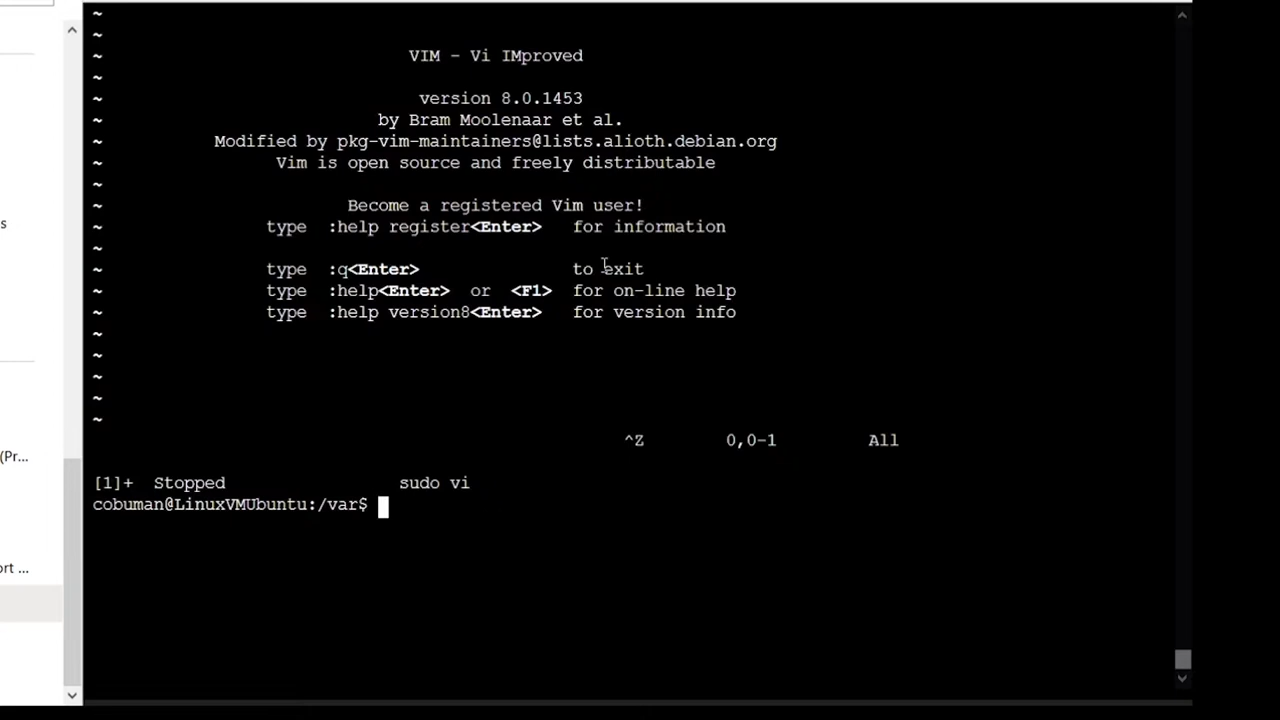 ~
~
~ VIM - Vi IMproved
~
~ version 8.0.1453
~ by Bram Moolenaar et al.
~ Modified by pkg-vim-maintainers@lists.alioth.debian.org
~ Vim is open source and freely distributable
~
~ Become a registered Vim user!
~ type :help register<Enter> for information
~
~ type :q<Enter> to exit
~ type :help<Enter> or <F1> for on-line help
~ type :help version8<Enter> for version info
~
~
~
~
~
^Z 0,0-1 All
[1]+ Stopped sudo vi
cobuman@LinuxVMUbuntu:/var$
s
(Pr...
ort ...